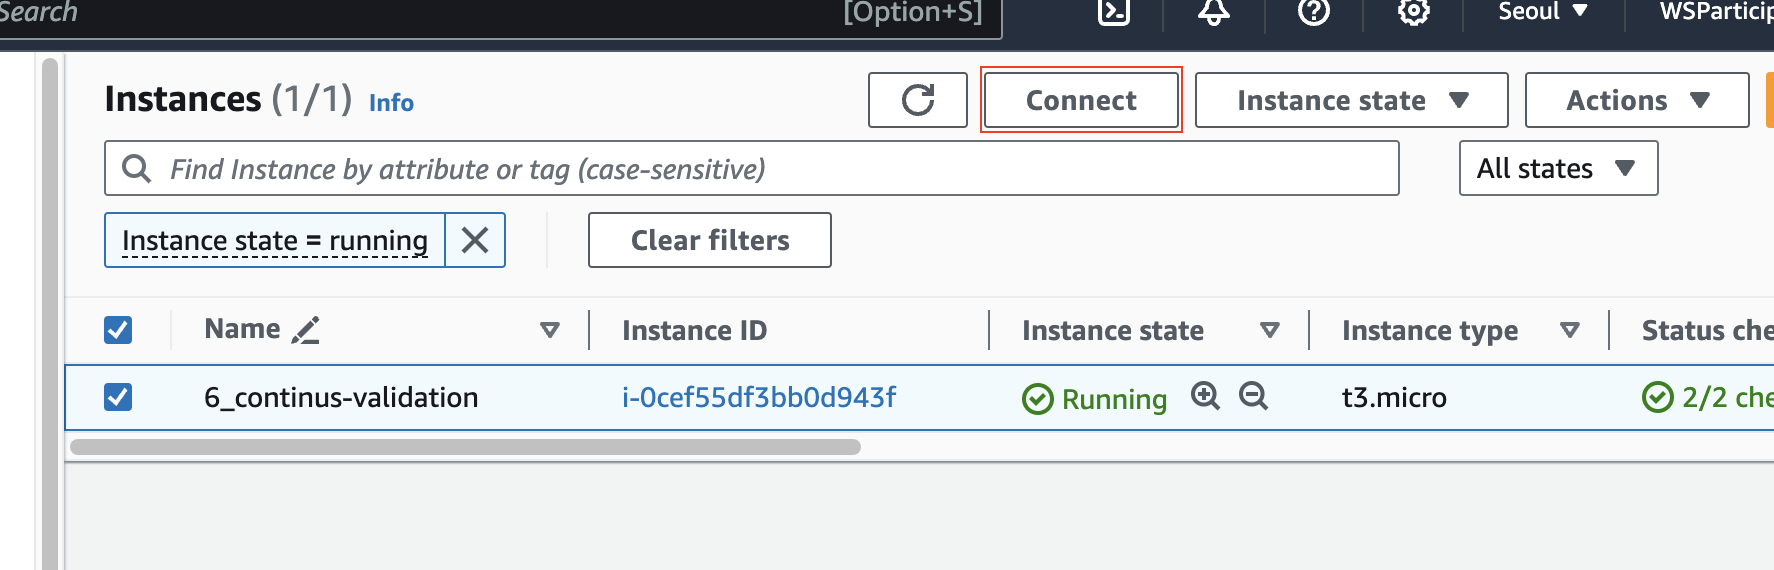 Search [Option+S] Seoul WSParticip
Instances (1/1) Info Connect Instance state Actions
Find Instance by attribute or tag (case-sensitive) All states
Instance state = running Clear filters
Name Instance ID Instance state Instance type Status che
6_continus-validation i-0cef55df3bb0d943f Running t3.micro 2/2 che